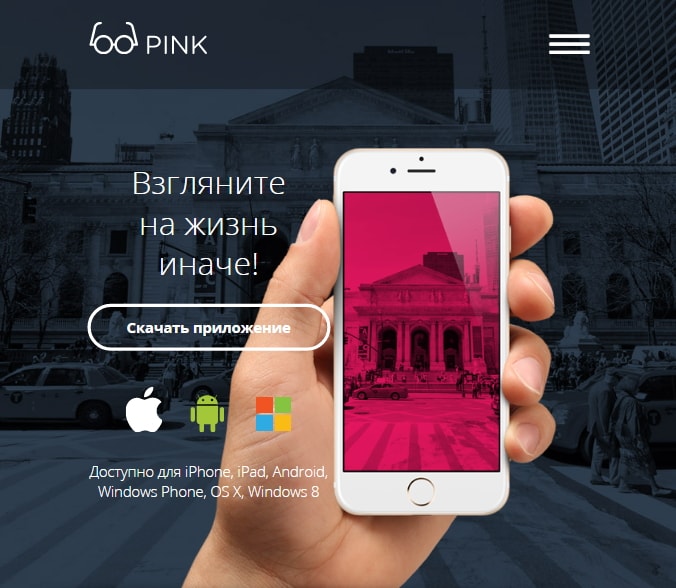 PINK
Взгляните
на жизнь
иначе!
Скачать приложение
Доступно для iPhone, iPad, Android,
Windows Phone, OS X, Windows 8